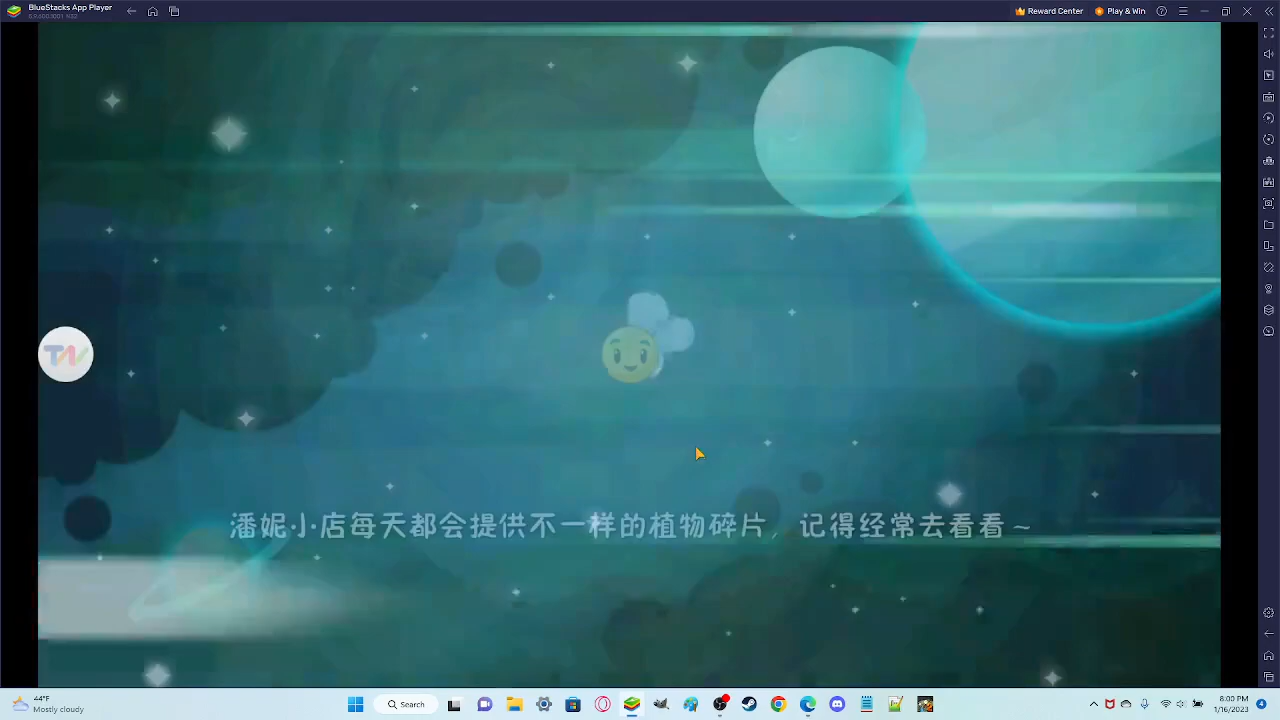 BlueStacks App Player
Reward Center
Play & Win
TW
潘妮小店每天都会提供不一样的植物碎片，记得经常去看看~
44°F
Mostly cloudy
Search
8:00 PM
1/16/2023
4